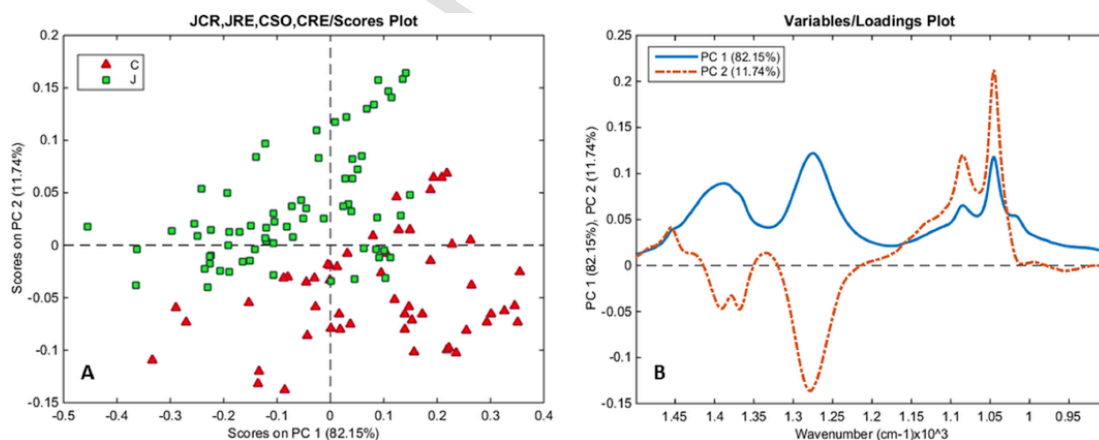 JCR,JRE,CSO,CRE/Scores Plot
C
J
0.2
0.15
0.1
0.05
0
-0.05
-0.1
-0.15
Scores on PC 2 (11.74%)
A
-0.5 -0.4 -0.3 -0.2 -0.1 0 0.1 0.2 0.3 0.4
Scores on PC 1 (82.15%)
Variables/Loadings Plot
PC 1 (82.15%)
PC 2 (11.74%)
0.25
0.2
0.15
0.1
0.05
0
-0.05
-0.1
-0.15
PC 1 (82.15%), PC 2 (11.74%)
B
1.45 1.4 1.35 1.3 1.25 1.2 1.15 1.1 1.05 1 0.95
Wavenumber (cm-1)x10^3